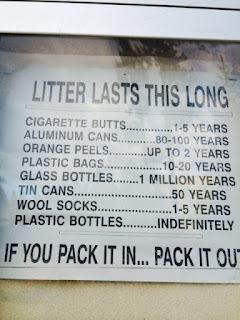 LITTER LASTS THIS LONG
CIGARETTE BUTTS..............1-5 YEARS
ALUMINUM CANS.........80-100 YEARS
ORANGE PEELS.........UP TO 2 YEARS
PLASTIC BAGS.............10-20 YEARS
GLASS BOTTLES.......1 MILLION YEARS
TIN CANS.........................50 YEARS
WOOL SOCKS...................1-5 YEARS
PLASTIC BOTTLES..........INDEFINITELY
IF YOU PACK IT IN... PACK IT OUT